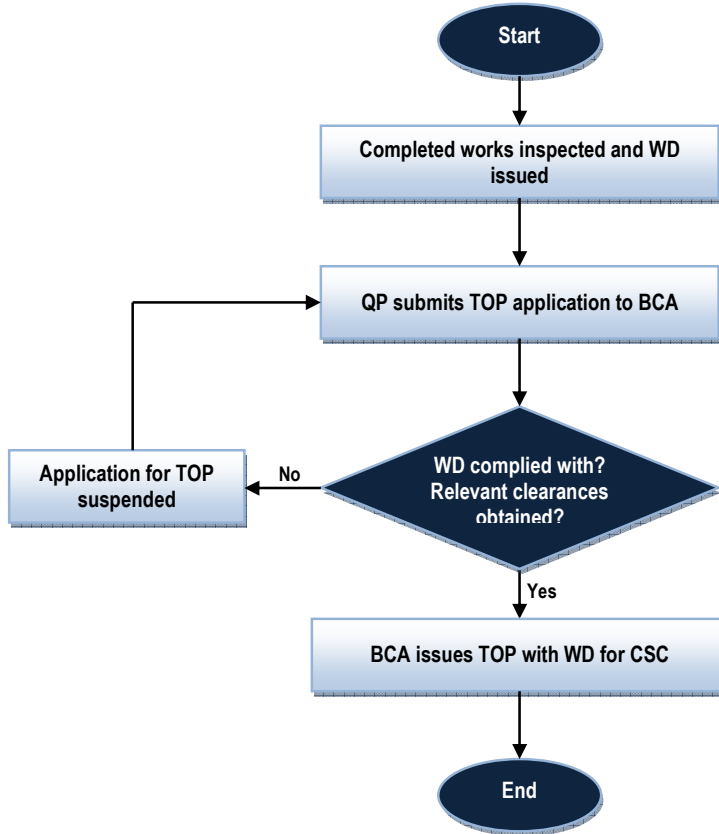 Start
Completed works inspected and WD
issued
QP submits TOP application to BCA
WD complied with?
Relevant clearances
obtained?
No
Application for TOP
suspended
Yes
BCA issues TOP with WD for CSC
End